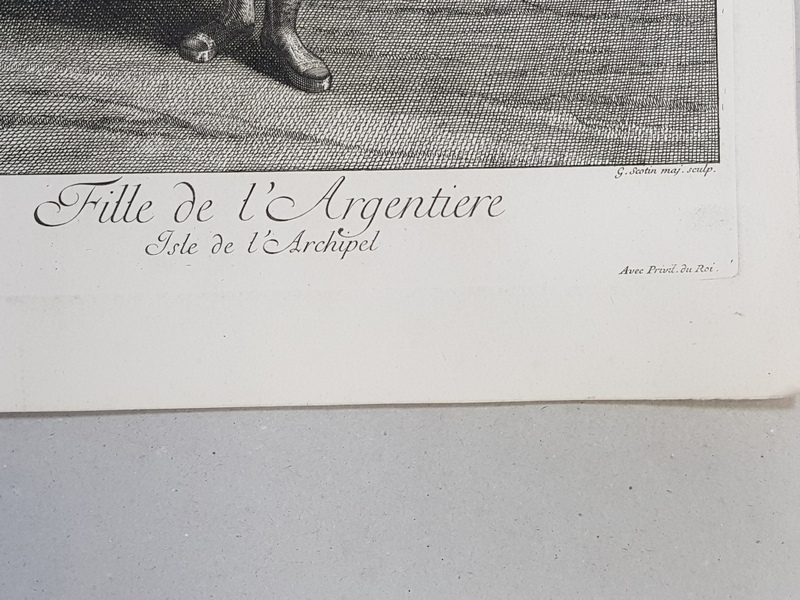 G. Scotin maj. sculp.
Fille de l'Argentiere
Isle de l'Archipel
Avec Privil. du Roi.